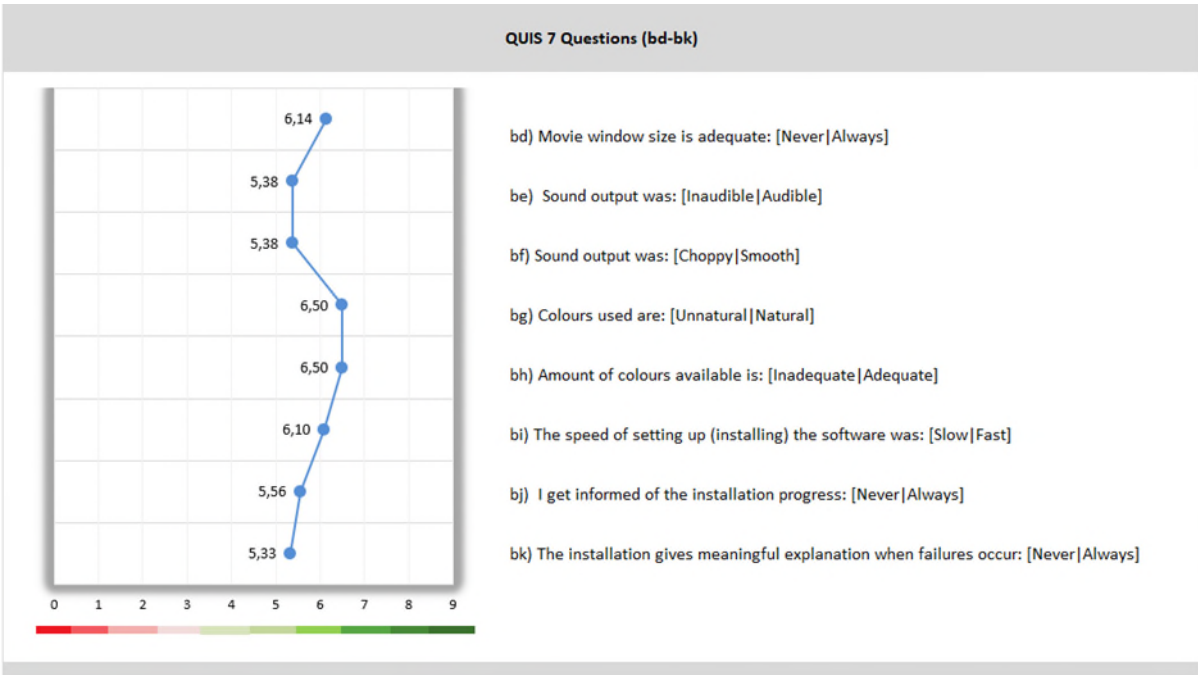 QUIS 7 Questions (bd-bk)
6,14
bd) Movie window size is adequate: [Never|Always]
5,38
be) Sound output was: [Inaudible|Audible]
5,38
bf) Sound output was: [Choppy|Smooth]
6,50
bg) Colours used are: [Unnatural|Natural]
6,50
bh) Amount of colours available is: [Inadequate|Adequate]
6,10
bi) The speed of setting up (installing) the software was: [Slow|Fast]
5,56
bj) I get informed of the installation progress: [Never|Always]
5,33
bk) The installation gives meaningful explanation when failures occur: [Never|Always]
0 1 2 3 4 5 6 7 8 9